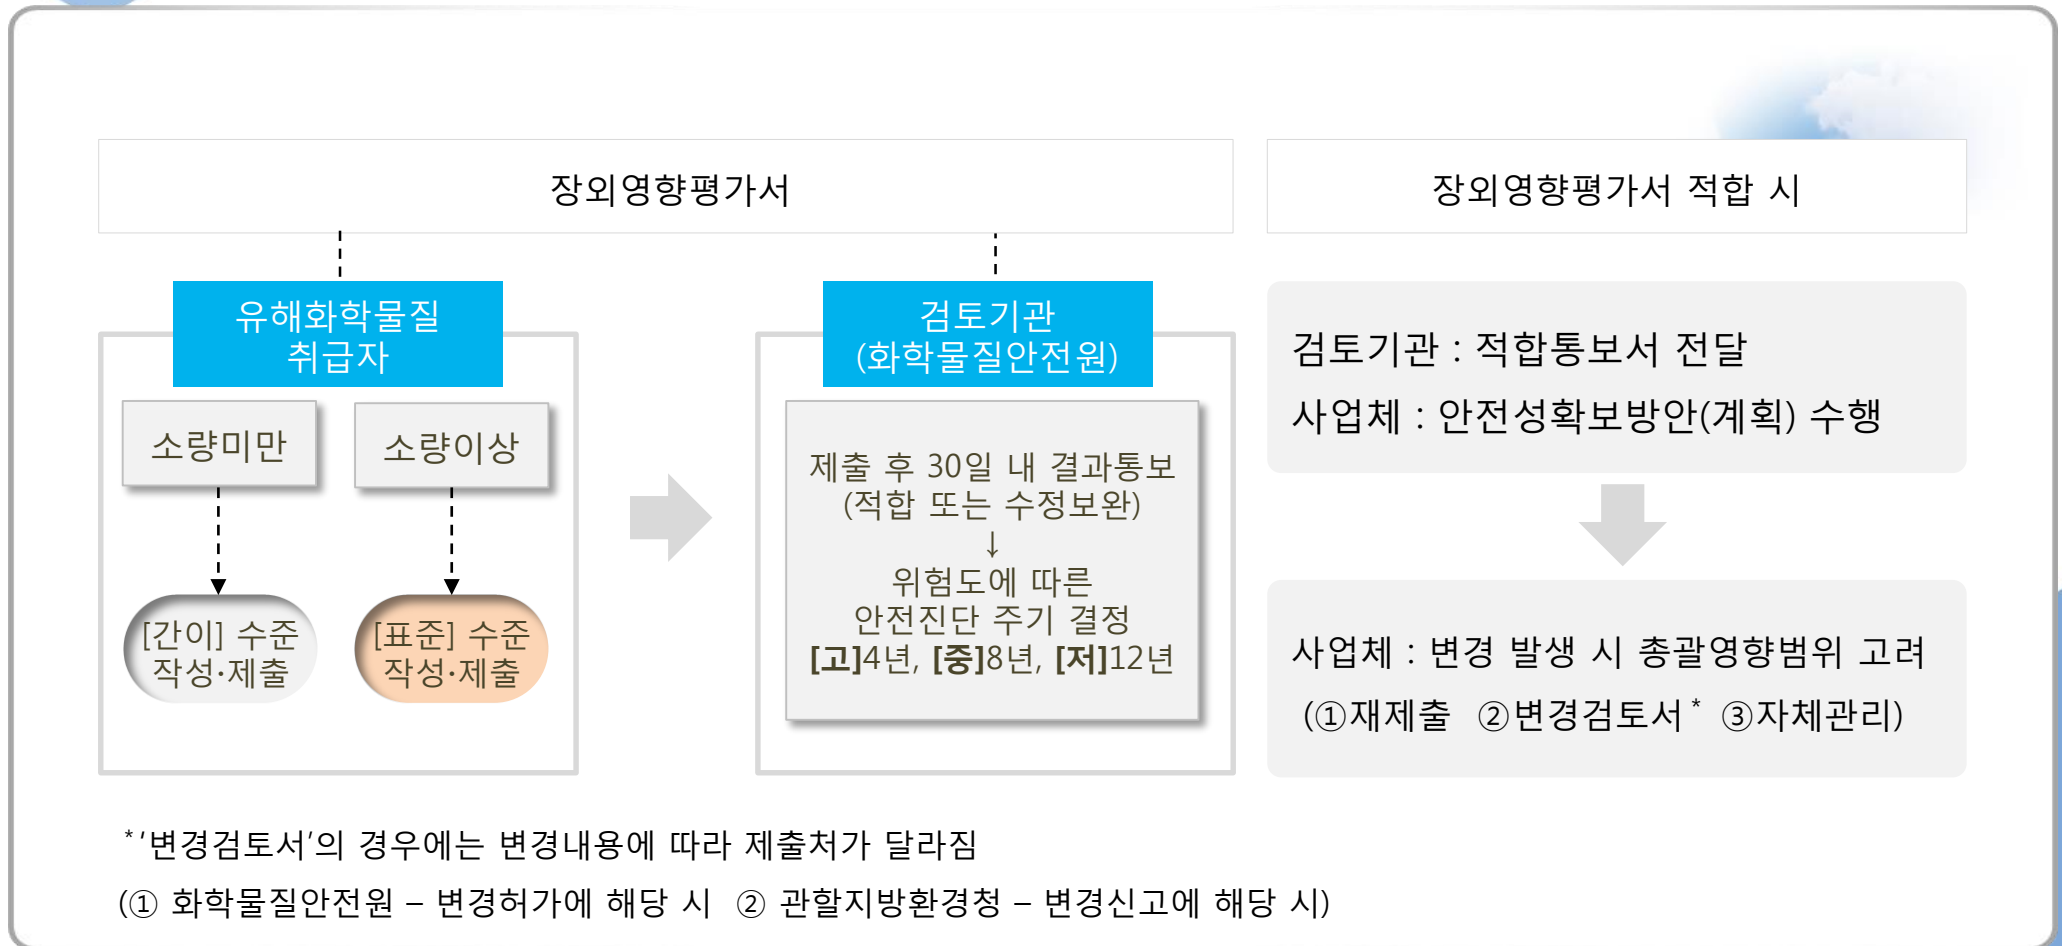 장외영향평가서
유해화학물질
취급자
소량미만
소량이상
[간이] 수준
작성·제출
[표준] 수준
작성·제출
검토기관
(화학물질안전원)
제출 후 30일 내 결과통보
(적합 또는 수정보완)
↓
위험도에 따른
안전진단 주기 결정
[고]4년, [중]8년, [저]12년
장외영향평가서 적합 시
검토기관 : 적합통보서 전달
사업체 : 안전성확보방안(계획) 수행
사업체 : 변경 발생 시 총괄영향범위 고려
(①재제출 ②변경검토서* ③자체관리)
*'변경검토서'의 경우에는 변경내용에 따라 제출처가 달라짐
(① 화학물질안전원 – 변경허가에 해당 시 ② 관할지방환경청 – 변경신고에 해당 시)